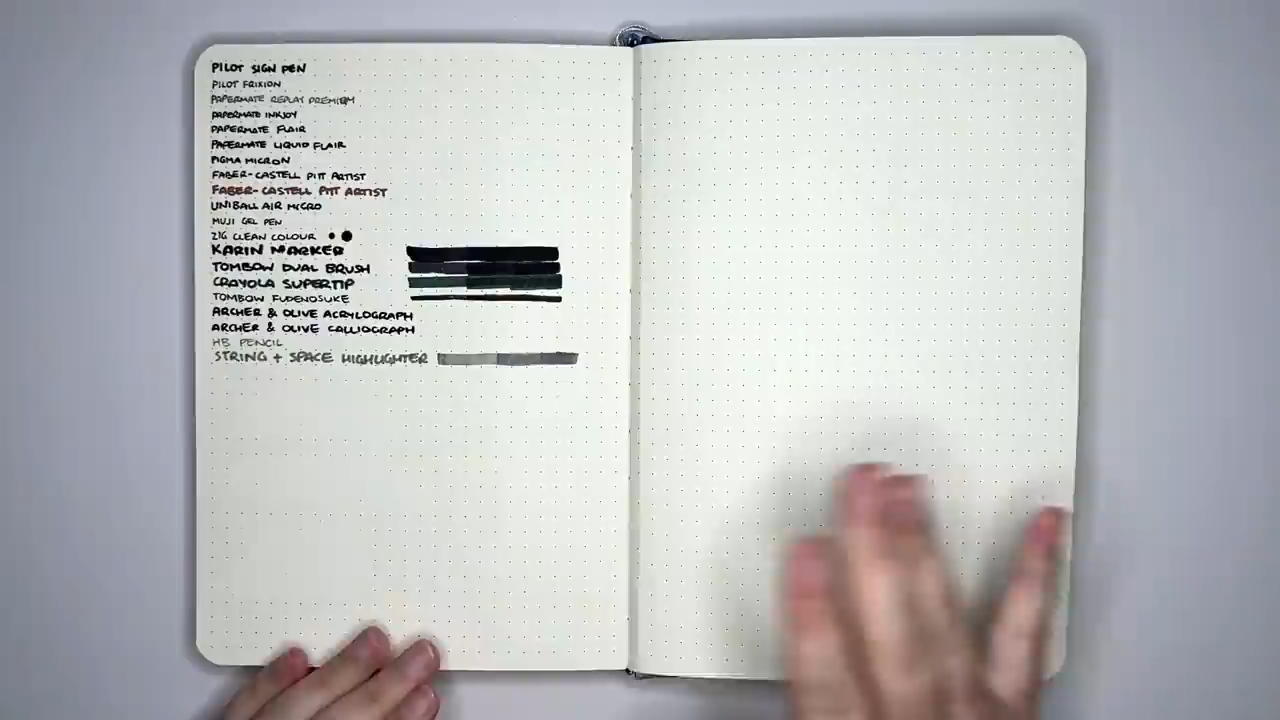 PILOT SIGN PEN
PILOT FRIXION
PAPERMATE REPLAY PREMIUM
PAPERMATE INKJOY
PAPERMATE FLAIR
PAPERMATE LIQUID FLAIR
PIGMA MICRON
FABER-CASTELL PITT ARTIST
FABER-CASTELL PITT ARTIST
UNIBALL AIR MICRO
MUJI GEL PEN
ZIG CLEAN COLOUR
KARIN MARKER
TOMBOW DUAL BRUSH
CRAYOLA SUPERTIP
TOMBOW FUDENOSUKE
ARCHER & OLIVE ACRYLOGRAPH
ARCHER & OLIVE CALLIOGRAPH
HB PENCIL
STRING + SPACE HIGHLIGHTER